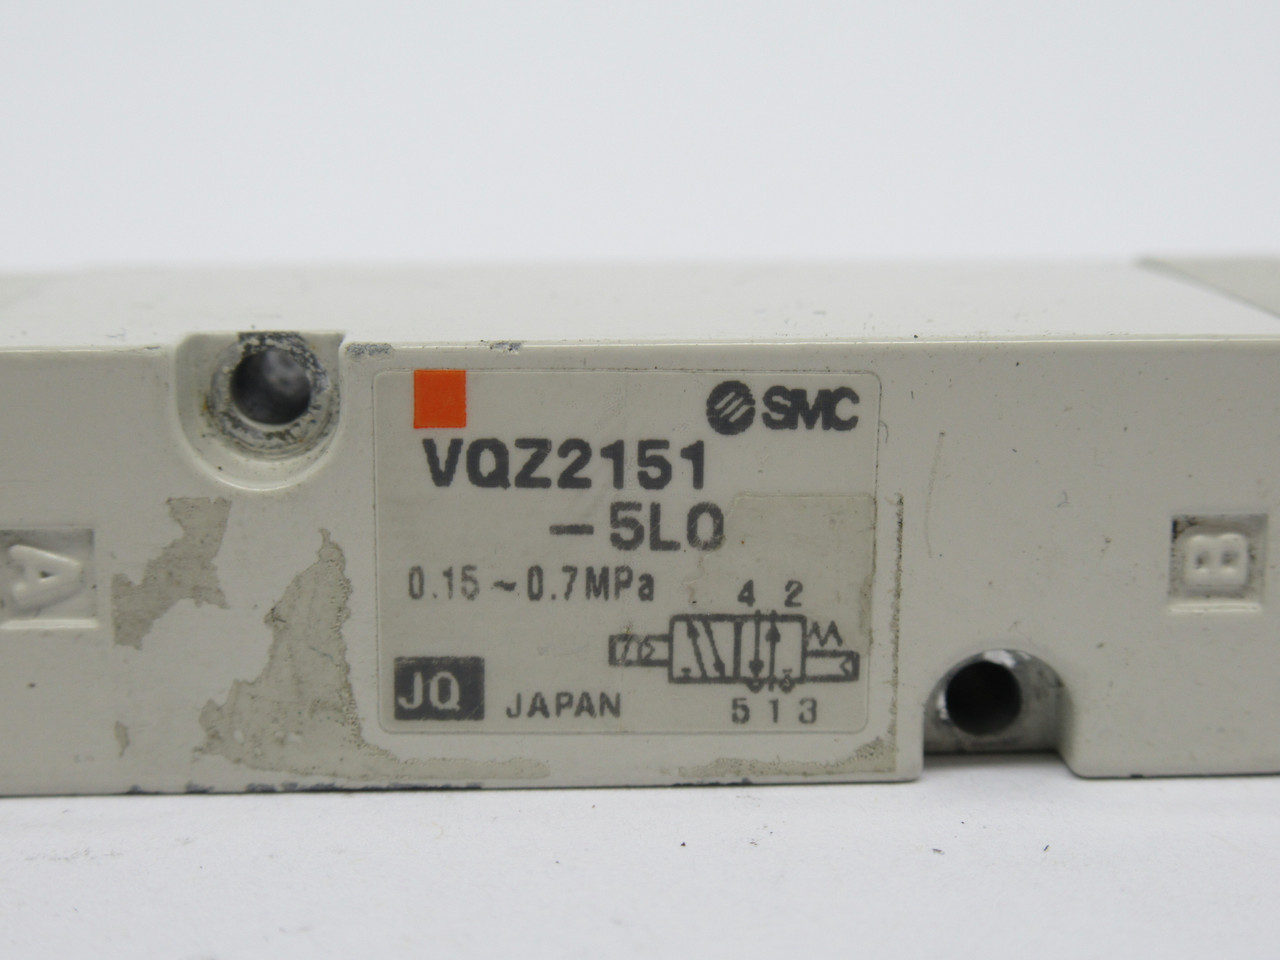 SMC
VQZ2151
-5LO
0.15~0.7MPa
4 2
A
B
JQ JAPAN
5 1 3